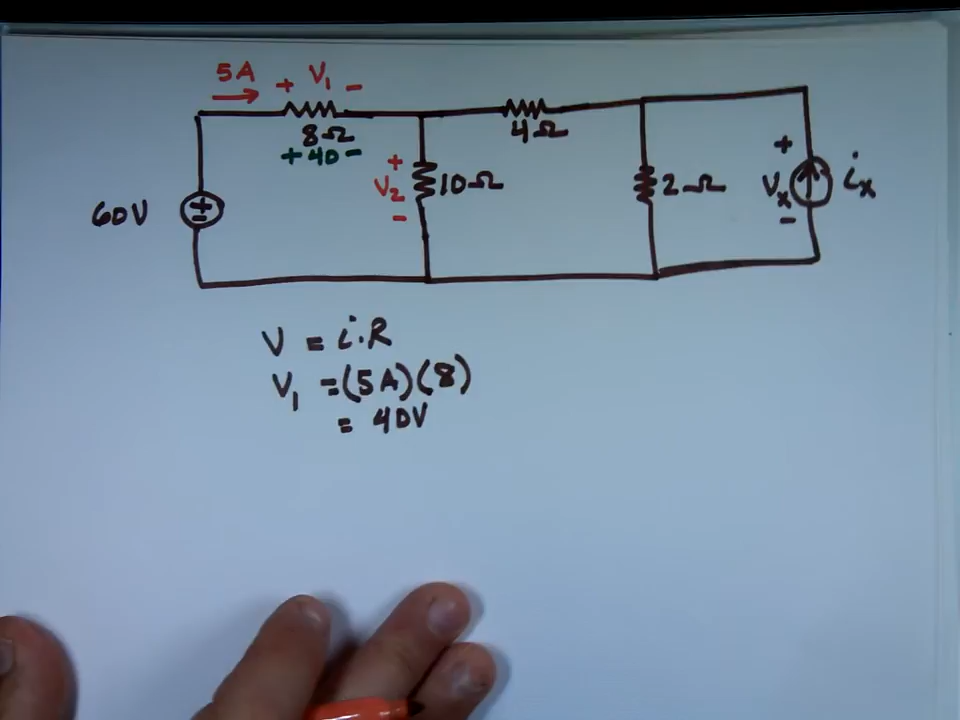 5A + V₁ -
8Ω 4Ω
+40-
60V + - + V₂ - 10Ω 2Ω + Vₓ - iₓ
V = i.R
V₁ = (5A)(8)
= 40V